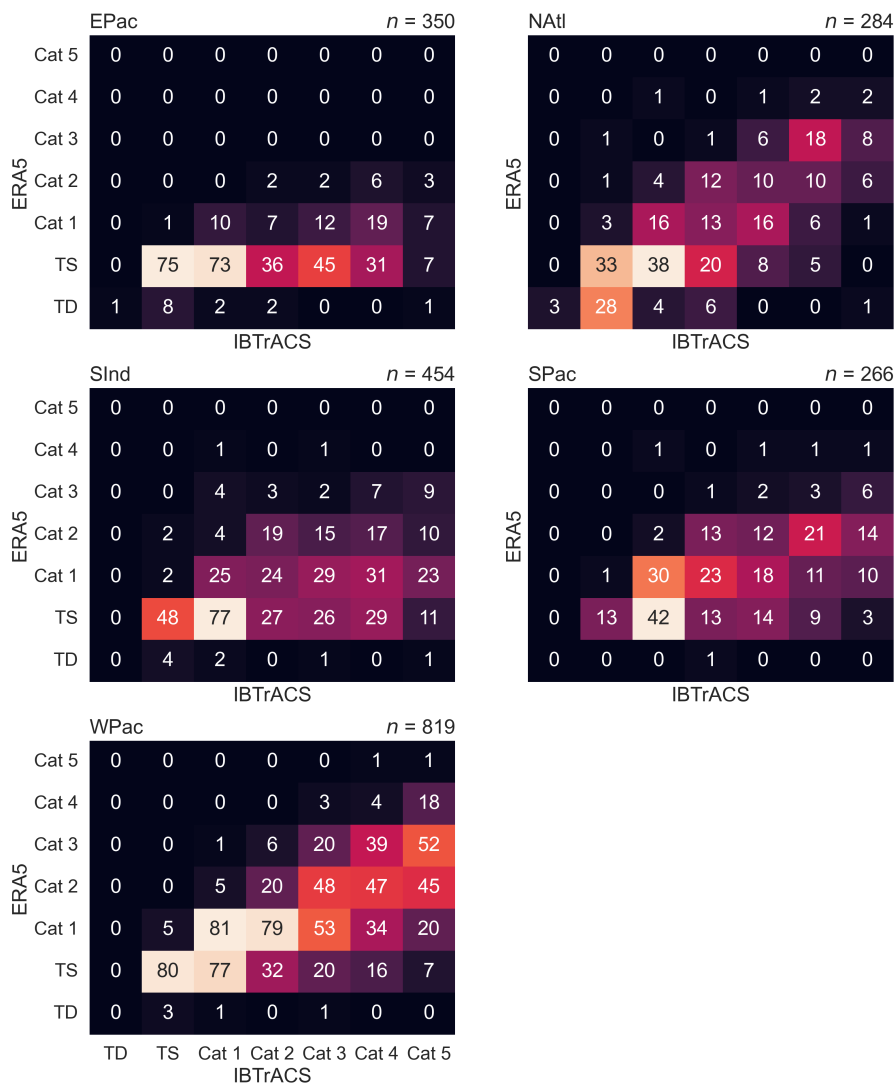 EPac n = 350
Cat 5 0 0 0 0 0 0 0
Cat 4 0 0 0 0 0 0 0
Cat 3 0 0 0 0 0 0 0
Cat 2 0 0 0 2 2 6 3
Cat 1 0 1 10 7 12 19 7
TS 0 75 73 36 45 31 7
TD 1 8 2 2 0 0 1
ERA5
IBTrACS
NAtl n = 284
0 0 0 0 0 0 0
0 0 1 0 1 2 2
0 1 0 1 6 18 8
0 1 4 12 10 10 6
0 3 16 13 16 6 1
0 33 38 20 8 5 0
3 28 4 6 0 0 1
ERA5
IBTrACS
SInd n = 454
Cat 5 0 0 0 0 0 0 0
Cat 4 0 0 1 0 1 0 0
Cat 3 0 0 4 3 2 7 9
Cat 2 0 2 4 19 15 17 10
Cat 1 0 2 25 24 29 31 23
TS 0 48 77 27 26 29 11
TD 0 4 2 0 1 0 1
ERA5
IBTrACS
SPac n = 266
0 0 0 0 0 0 0
0 0 1 0 1 1 1
0 0 0 1 2 3 6
0 0 2 13 12 21 14
0 1 30 23 18 11 10
0 13 42 13 14 9 3
0 0 0 1 0 0 0
ERA5
IBTrACS
WPac n = 819
Cat 5 0 0 0 0 0 1 1
Cat 4 0 0 0 0 3 4 18
Cat 3 0 0 1 6 20 39 52
Cat 2 0 0 5 20 48 47 45
Cat 1 0 5 81 79 53 34 20
TS 0 80 77 32 20 16 7
TD 0 3 1 0 1 0 0
ERA5
TD TS Cat 1 Cat 2 Cat 3 Cat 4 Cat 5
IBTrACS